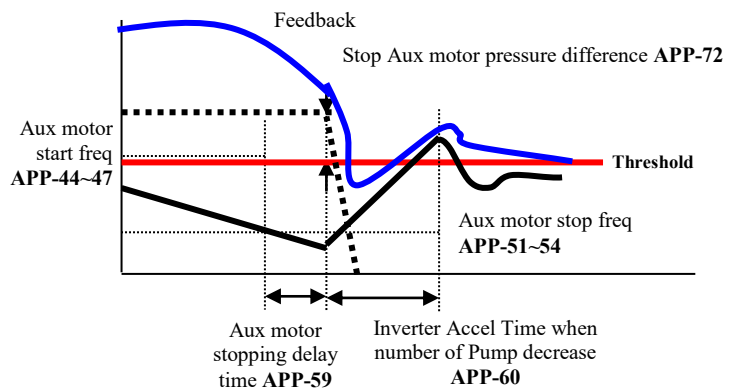 Feedback
Stop Aux motor pressure difference APP-72
Aux motor
start freq
APP-44~47
Threshold
Aux motor stop freq
APP-51~54
Aux motor
stopping delay
time APP-59
Inverter Accel Time when
number of Pump decrease
APP-60